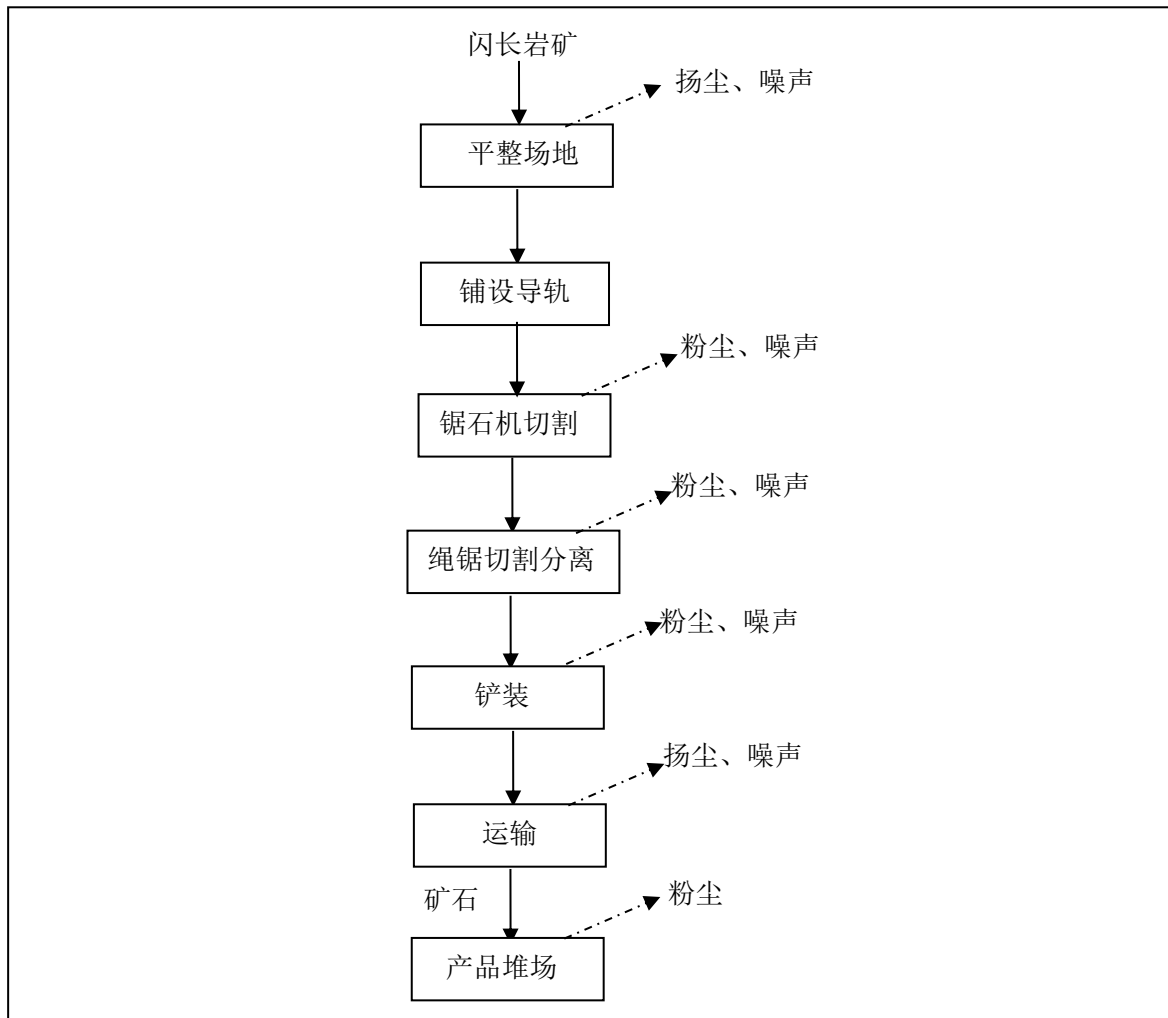 闪长岩矿
扬尘、噪声
平整场地
铺设导轨
粉尘、噪声
锯石机切割
粉尘、噪声
绳锯切割分离
粉尘、噪声
铲装
扬尘、噪声
运输
矿石
粉尘
产品堆场